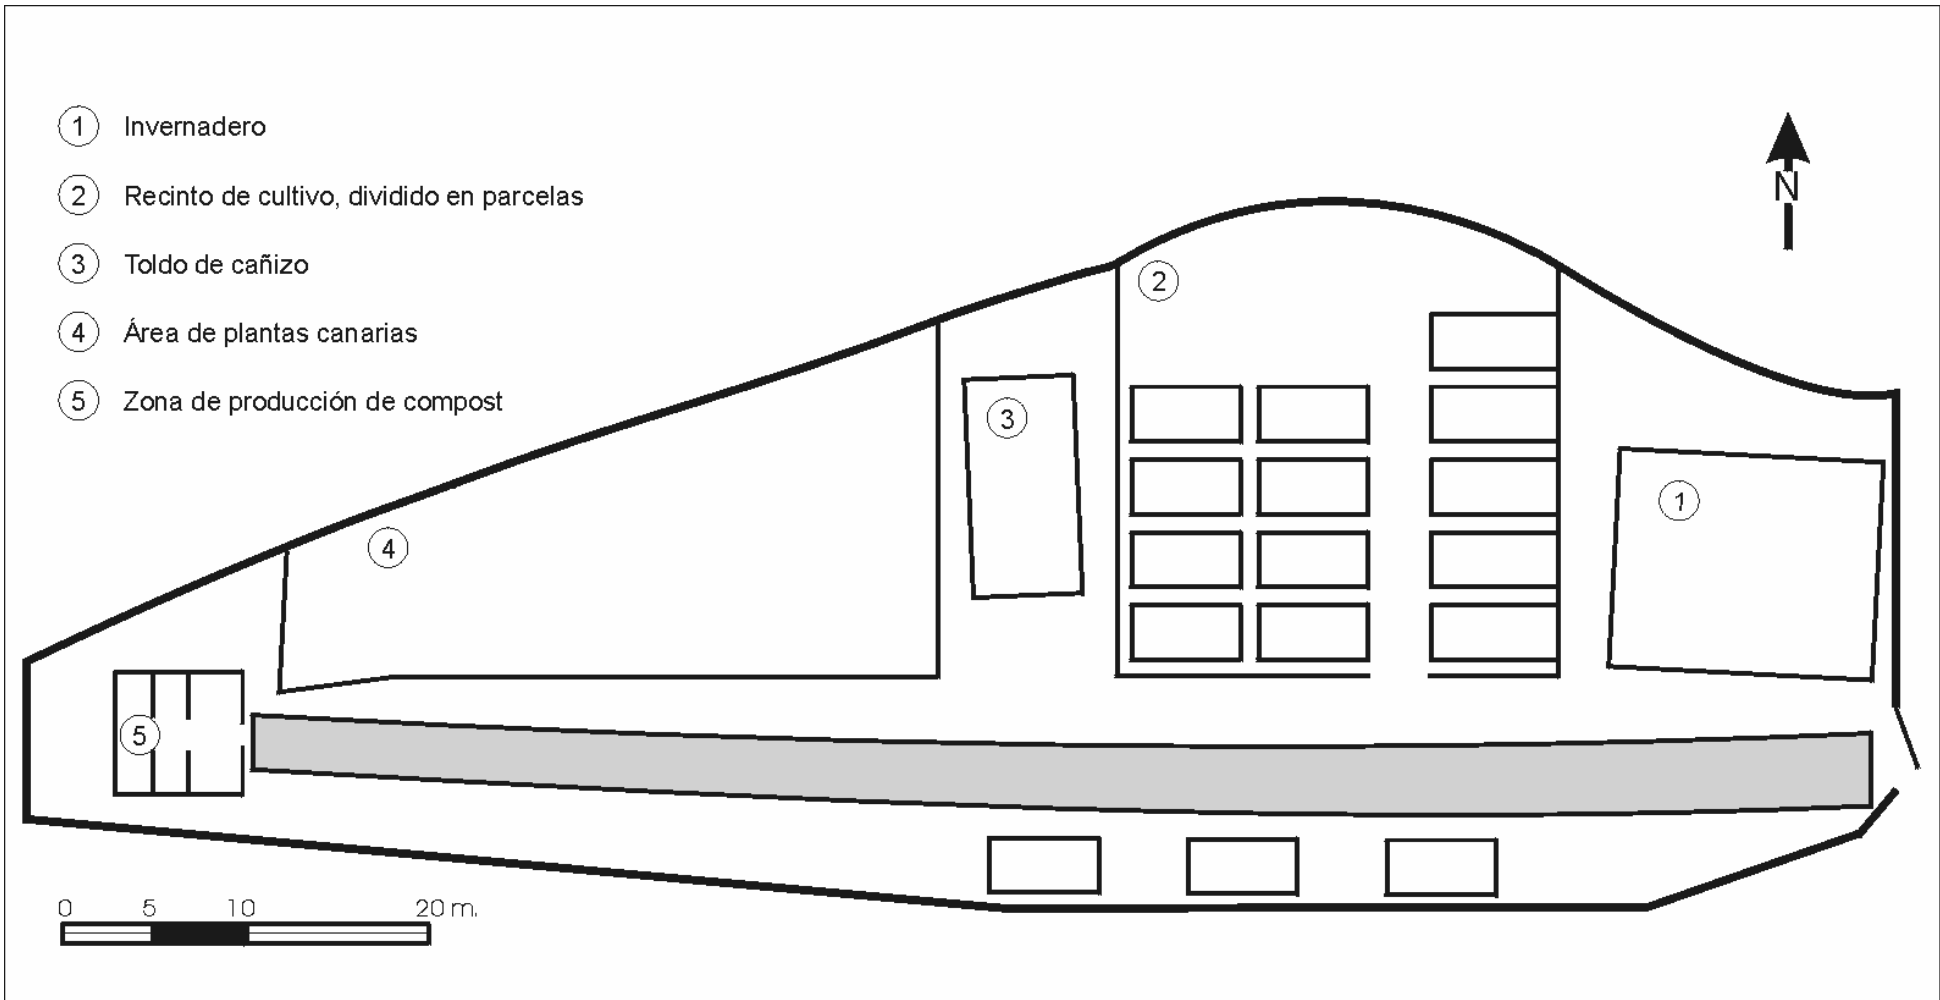 1 Invernadero
2 Recinto de cultivo, dividido en parcelas
3 Toldo de cañizo
4 Área de plantas canarias
5 Zona de producción de compost
N
2
3
1
4
5
0 5 10 20 m.